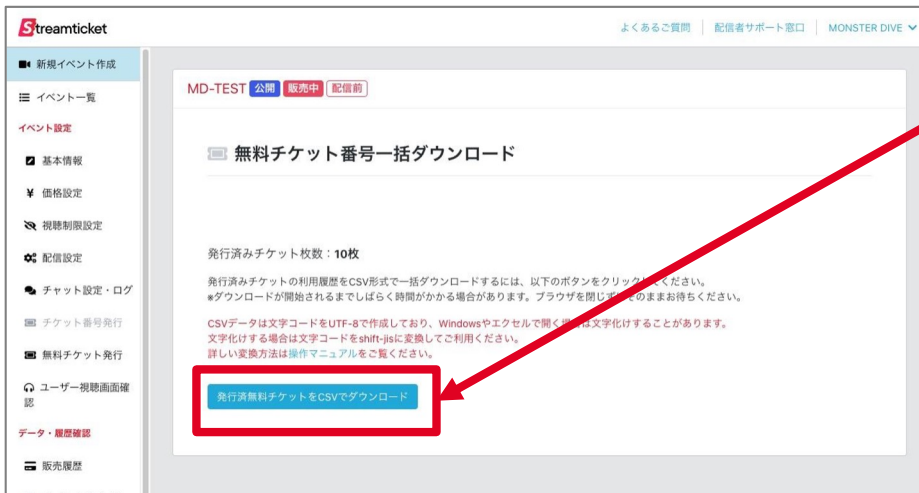 Streamticket
よくあるご質問 配信者サポート窓口 MONSTER DIVE
新規イベント作成
イベント一覧
イベント設定
基本情報
価格設定
視聴制限設定
配信設定
チャット設定・ログ
チケット番号発行
無料チケット発行
ユーザー視聴画面確
認
データ・履歴確認
販売履歴
MD-TEST 公開 販売中 配信前
無料チケット番号一括ダウンロード
発行済みチケット枚数：10枚
発行済みチケットの利用履歴をCSV形式で一括ダウンロードするには、以下のボタンをクリックしてください。
※ダウンロードが開始されるまでしばらく時間がかかる場合があります。ブラウザを閉じずにそのままお待ちください。
CSVデータは文字コードをUTF-8で作成しており、Windowsやエクセルで開く場合は文字化けすることがあります。
文字化けする場合は文字コードをshift-jisに変換してご利用ください。
詳しい変換方法は操作マニュアルをご覧ください。
発行済無料チケットをCSVでダウンロード